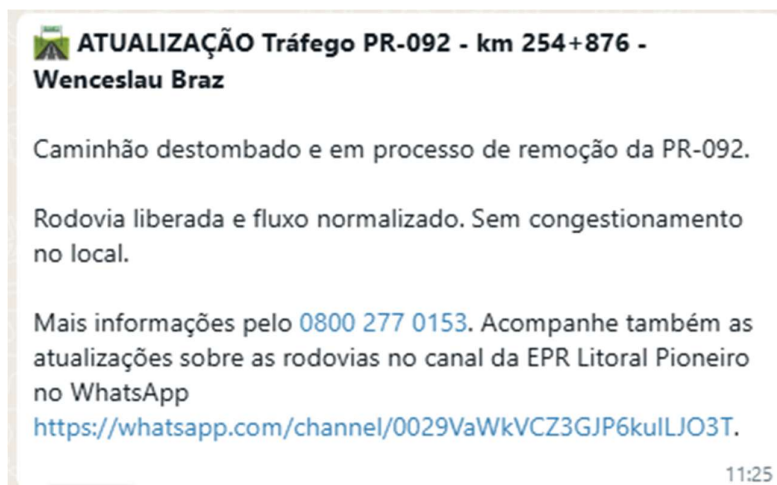 ATUALIZAÇÃO Tráfego PR-092 - km 254+876 -
Wenceslau Braz
Caminhão destombado e em processo de remoção da PR-092.
Rodovia liberada e fluxo normalizado. Sem congestionamento
no local.
Mais informações pelo 0800 277 0153. Acompanhe também as
atualizações sobre as rodovias no canal da EPR Litoral Pioneiro
no WhatsApp
https://whatsapp.com/channel/0029VaWkVCZ3GJP6kuILJO3T.
11:25